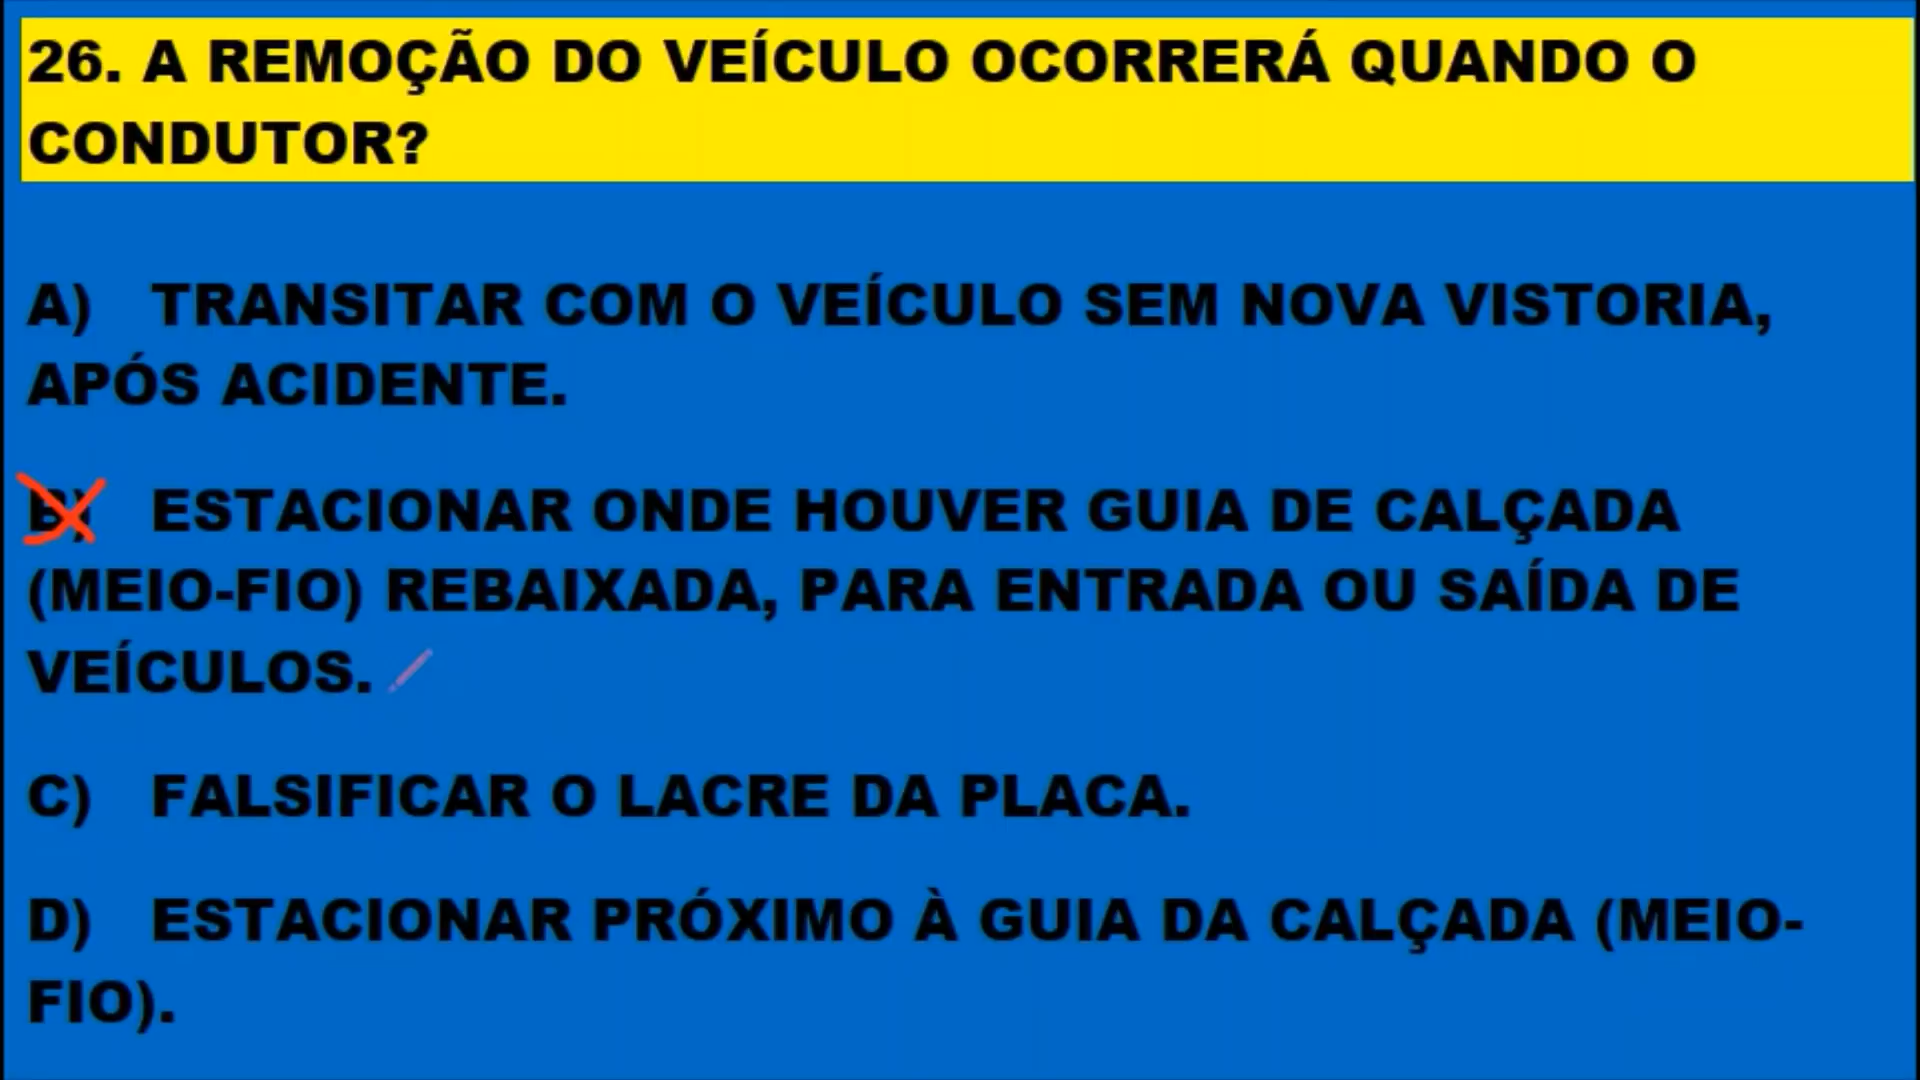 26. A REMOÇÃO DO VEÍCULO OCORRERÁ QUANDO O
CONDUTOR?
A) TRANSITAR COM O VEÍCULO SEM NOVA VISTORIA,
APÓS ACIDENTE.
B) ESTACIONAR ONDE HOUVER GUIA DE CALÇADA
(MEIO-FIO) REBAIXADA, PARA ENTRADA OU SAÍDA DE
VEÍCULOS.
C) FALSIFICAR O LACRE DA PLACA.
D) ESTACIONAR PRÓXIMO À GUIA DA CALÇADA (MEIO-
FIO).